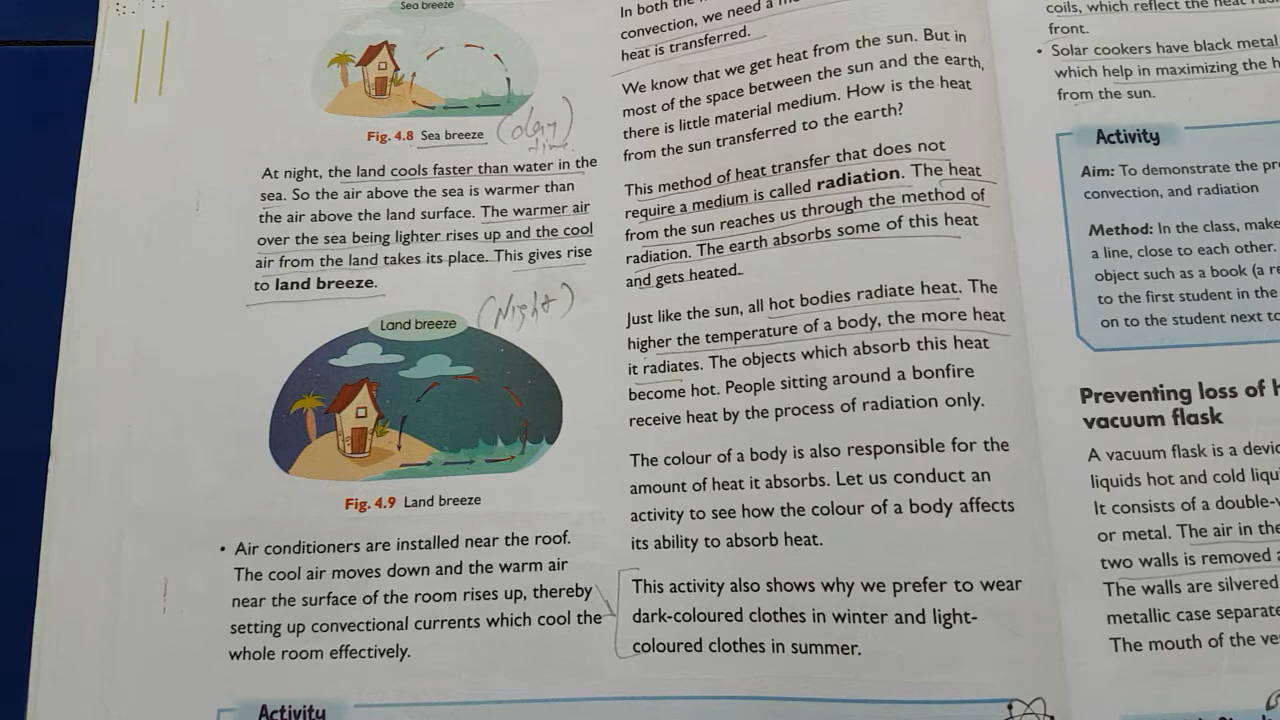 Sea breeze
Fig. 4.8 Sea breeze
(day
time)
At night, the land cools faster than water in the
sea. So the air above the sea is warmer than
the air above the land surface. The warmer air
over the sea being lighter rises up and the cool
air from the land takes its place. This gives rise
to land breeze.
(Night)
Land breeze
Fig. 4.9 Land breeze
• Air conditioners are installed near the roof.
The cool air moves down and the warm air
near the surface of the room rises up, thereby
setting up convectional currents which cool the
whole room effectively.
Activity
In both the
convection, we need a
heat is transferred.
We know that we get heat from the sun. But in
most of the space between the sun and the earth,
there is little material medium. How is the heat
from the sun transferred to the earth?
This method of heat transfer that does not
require a medium is called radiation. The heat
from the sun reaches us through the method of
radiation. The earth absorbs some of this heat
and gets heated.
Just like the sun, all hot bodies radiate heat. The
higher the temperature of a body, the more heat
it radiates. The objects which absorb this heat
become hot. People sitting around a bonfire
receive heat by the process of radiation only.
The colour of a body is also responsible for the
amount of heat it absorbs. Let us conduct an
activity to see how the colour of a body affects
its ability to absorb heat.
This activity also shows why we prefer to wear
dark-coloured clothes in winter and light-
coloured clothes in summer.
coils, which reflect the heat
front.
• Solar cookers have black metal
which help in maximizing the
from the sun.
Activity
Aim: To demonstrate the
convection, and radiation
Method: In the class, make
a line, close to each other.
object such as a book (a
to the first student in the
on to the student next to
Preventing loss of
vacuum flask
A vacuum flask is a
liquids hot and cold
It consists of a
or metal. The air in the
two walls is removed
The walls are silvered
metallic case
The mouth of the